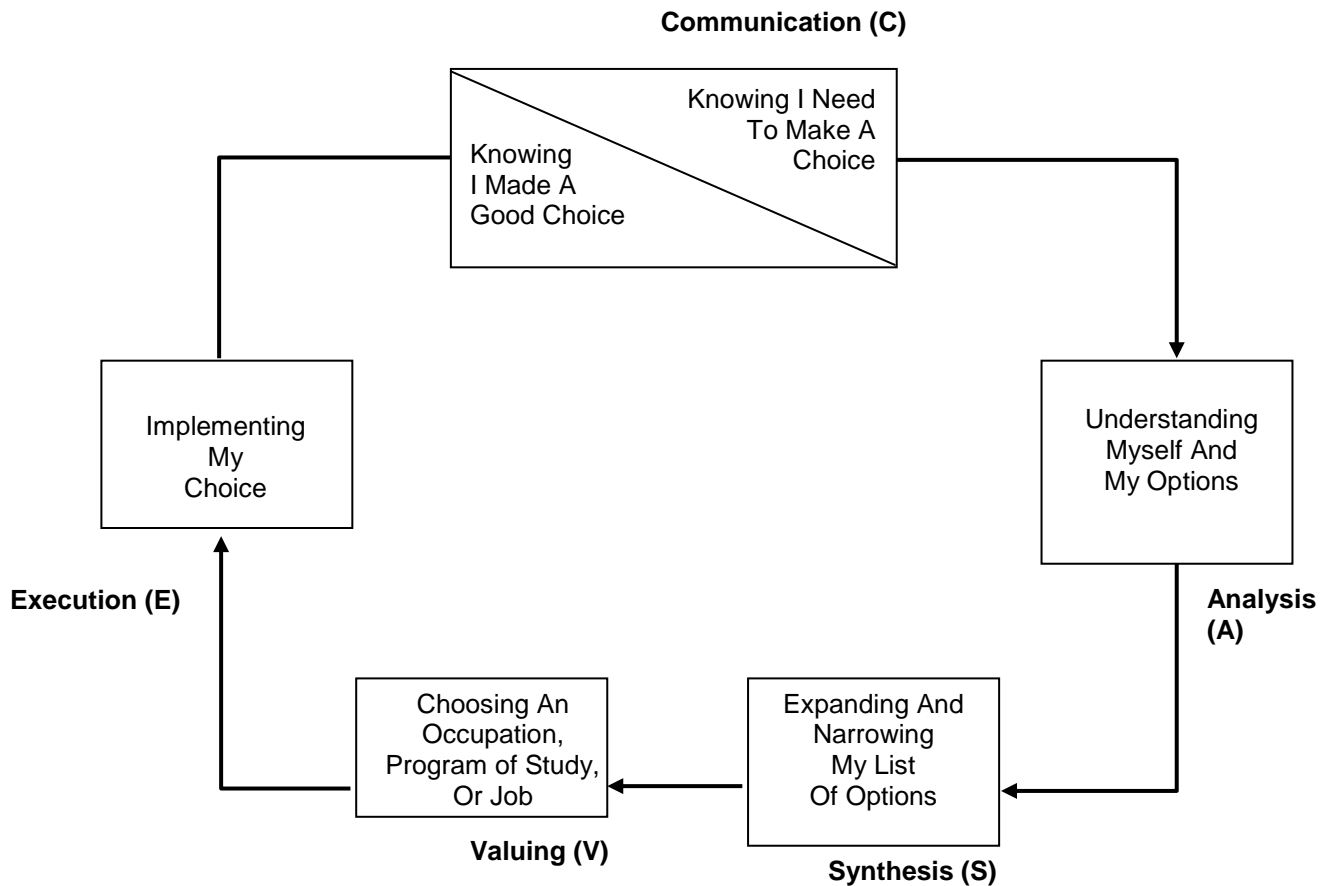 Communication (C)
Knowing I Need
To Make A
Choice
Knowing
I Made A
Good Choice
Understanding
Myself And
My Options
Analysis
(A)
Expanding And
Narrowing
My List
Of Options
Synthesis (S)
Choosing An
Occupation,
Program of Study,
Or Job
Valuing (V)
Implementing
My
Choice
Execution (E)